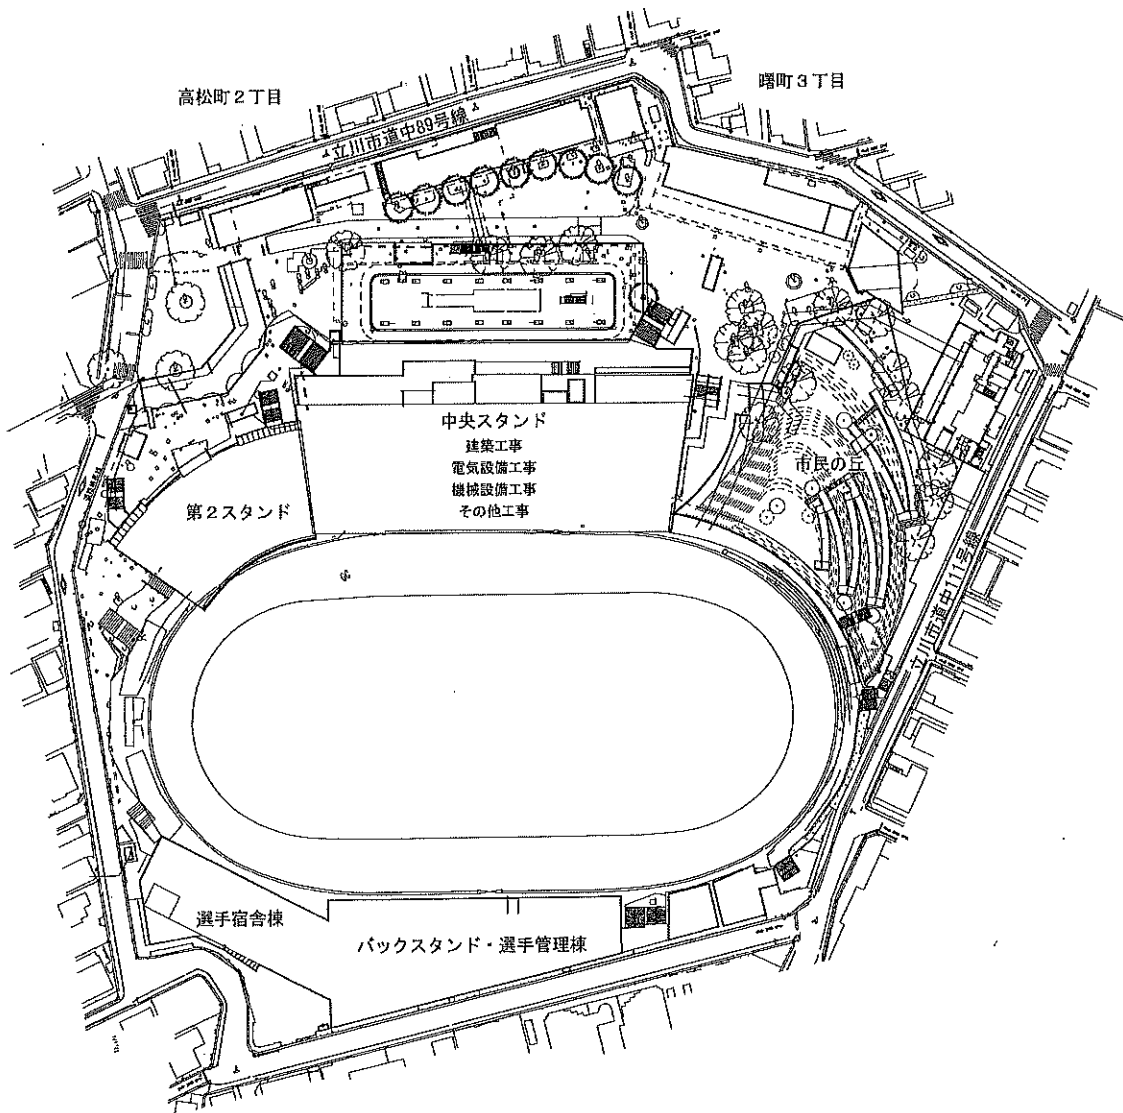 高松町２丁目
曙町３丁目
立川市道中89号線
中央スタンド
建築工事
電気設備工事
機械設備工事
その他工事
市民の丘
第２スタンド
立川市道中111号線
選手宿舎棟
バックスタンド・選手管理棟